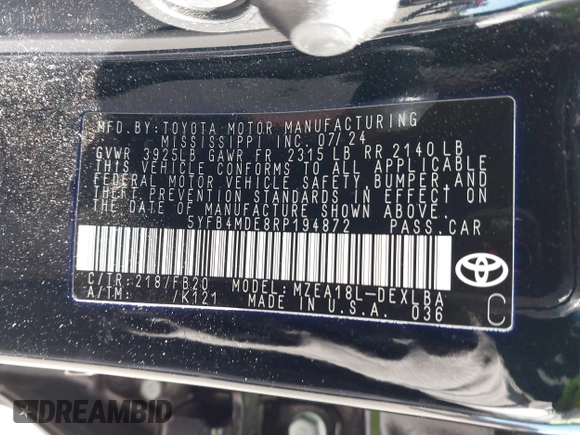 MFD.BY:TOYOTA MOTOR MANUFACTURING
MISSISSIPPI INC. 07/24
GVWR 3925LB GAWR FR 2315 LB RR 2140 LB
THIS VEHICLE CONFORMS TO ALL APPLICABLE
FEDERAL MOTOR VEHICLE SAFETY, BUMPER, AND
THEFT PREVENTION STANDARDS IN EFFECT ON
THE DATE OF MANUFACTURE SHOWN ABOVE.
5YFB4MDE8RP194872 PASS.CAR
C/TR:218/FB20 MODEL:MZEA18L-DEXLBA
A/TM: /K121 MADE IN U.S.A. 036
C
DREAMBID